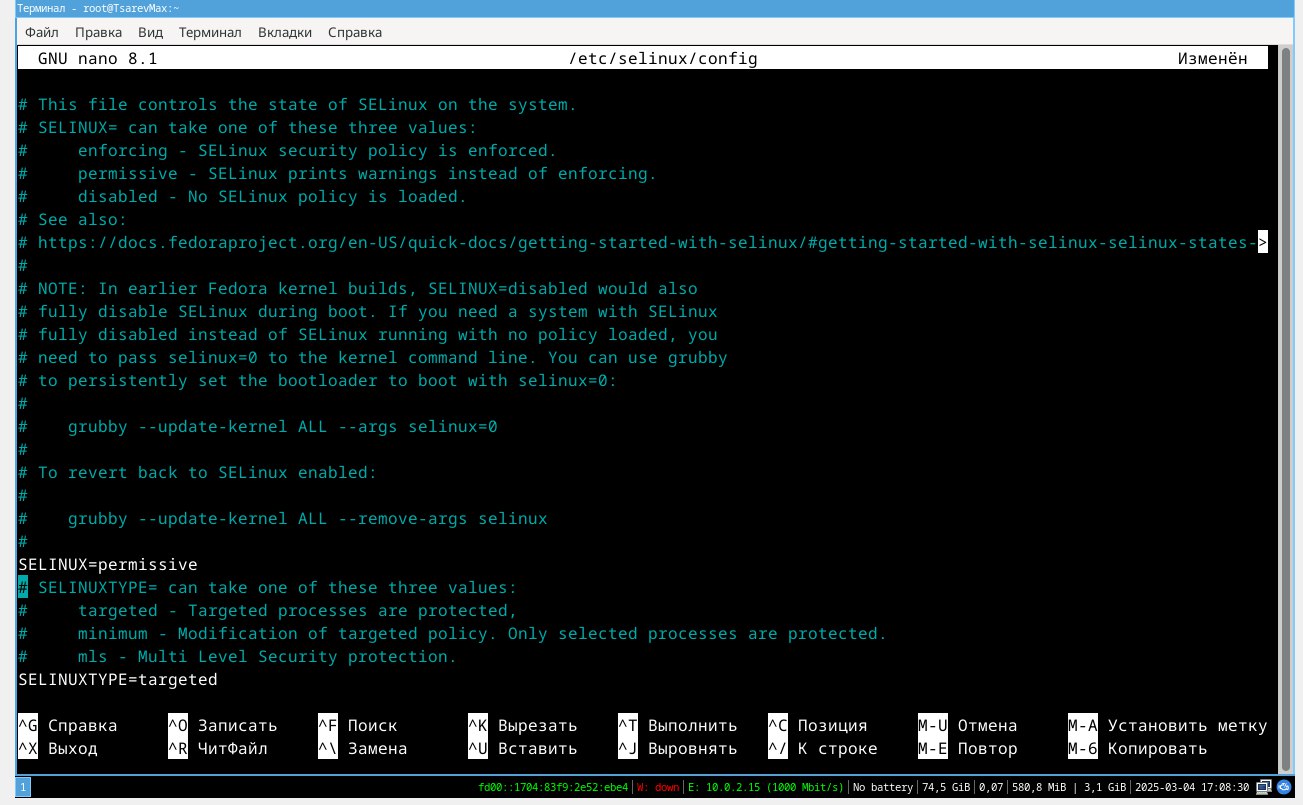 Терминал - root@TsarevMax:~
Файл Правка Вид Терминал Вкладки Справка
GNU nano 8.1 /etc/selinux/config Изменён
# This file controls the state of SELinux on the system.
# SELINUX= can take one of these three values:
# enforcing - SELinux security policy is enforced.
# permissive - SELinux prints warnings instead of enforcing.
# disabled - No SELinux policy is loaded.
# See also:
# https://docs.fedoraproject.org/en-US/quick-docs/getting-started-with-selinux/#getting-started-with-selinux-selinux-states->
#
# NOTE: In earlier Fedora kernel builds, SELINUX=disabled would also
# fully disable SELinux during boot. If you need a system with SELinux
# fully disabled instead of SELinux running with no policy loaded, you
# need to pass selinux=0 to the kernel command line. You can use grubby
# to persistently set the bootloader to boot with selinux=0:
#
# grubby --update-kernel ALL --args selinux=0
#
# To revert back to SELinux enabled:
#
# grubby --update-kernel ALL --remove-args selinux
#
SELINUX=permissive
# SELINUXTYPE= can take one of these three values:
# targeted - Targeted processes are protected,
# minimum - Modification of targeted policy. Only selected processes are protected.
# mls - Multi Level Security protection.
SELINUXTYPE=targeted
^G Справка ^O Записать ^F Поиск ^K Вырезать ^T Выполнить ^C Позиция M-U Отмена M-A Установить метку
^X Выход ^R ЧитФайл ^\ Замена ^U Вставить ^J Выровнять ^/ К строке M-E Повтор M-6 Копировать
1 fd00::1704:83f9:2e52:ebe4 | W: down | E: 10.0.2.15 (1000 Mbit/s) | No battery | 74,5 GiB | 0,07 | 580,8 MiB | 3,1 GiB | 2025-03-04 17:08:30